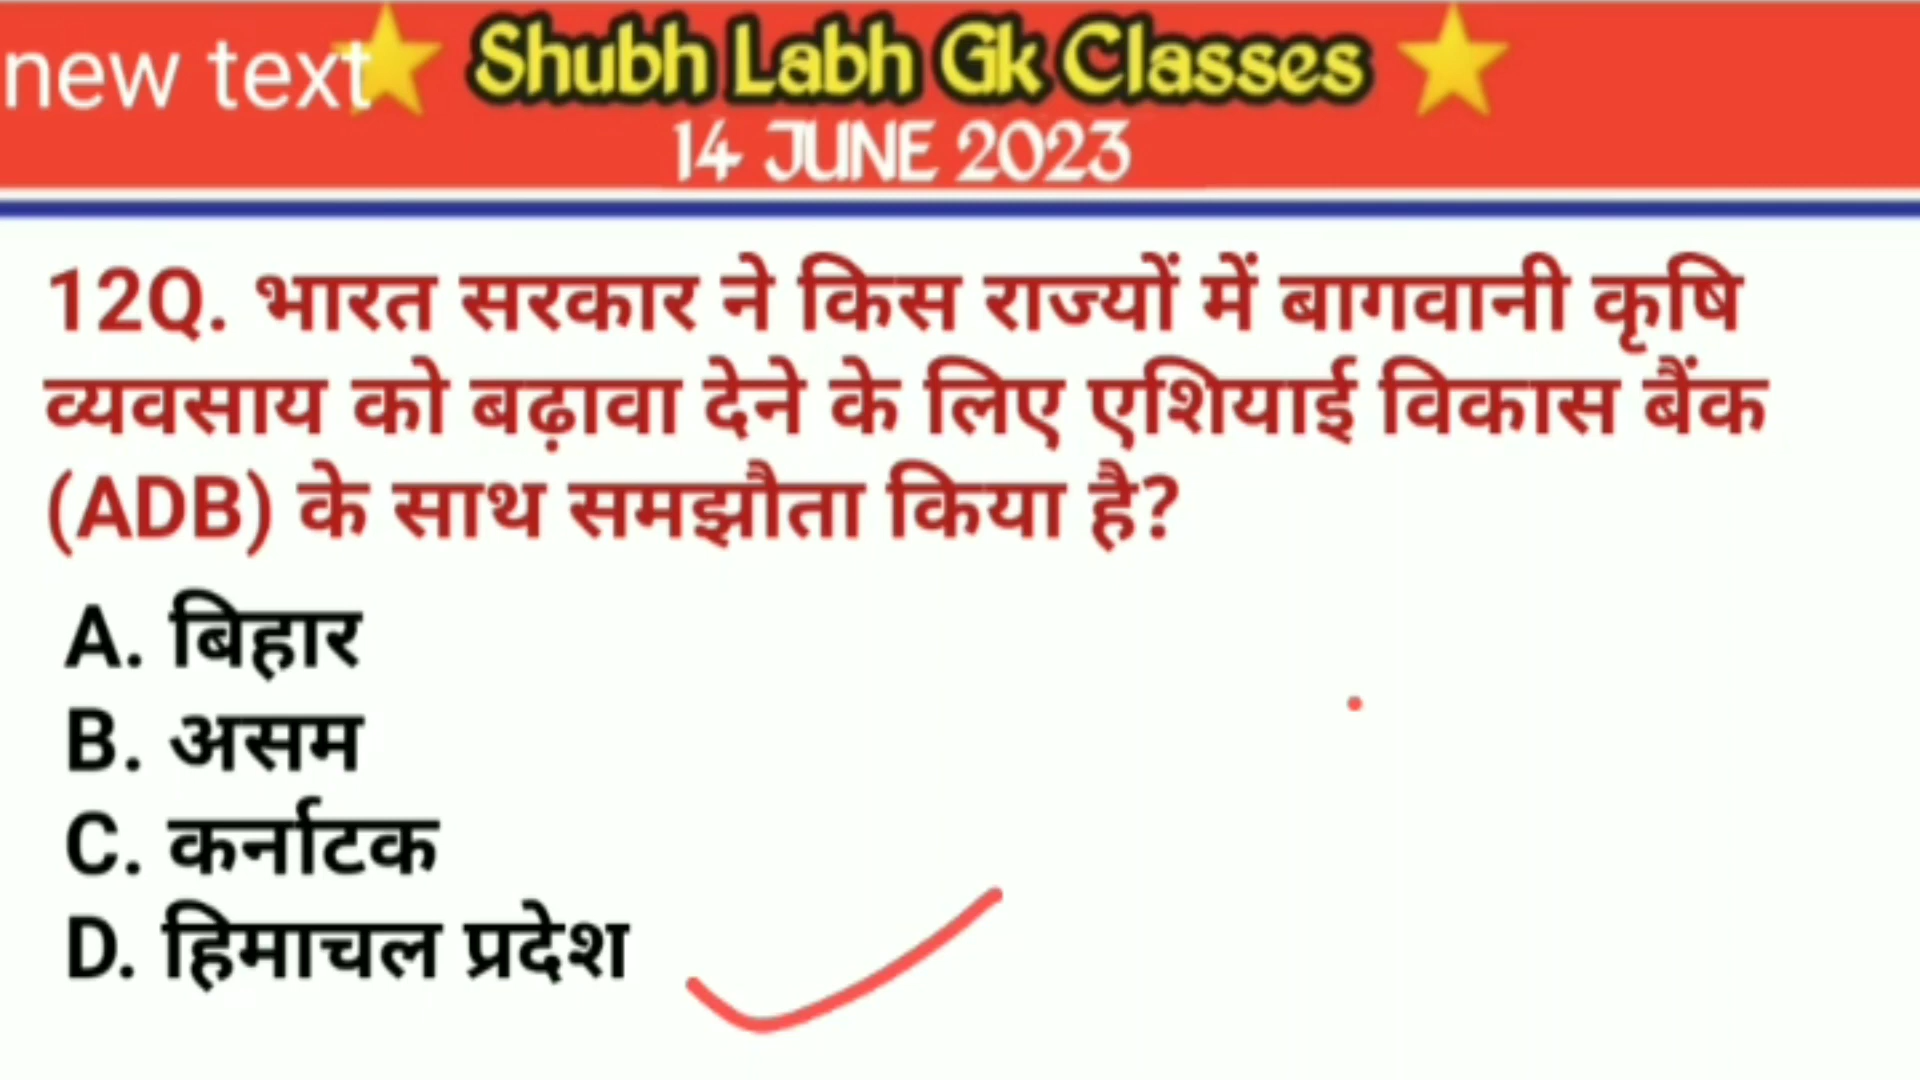 new text Shubh Labh Gk Classes
14 JUNE 2023
12Q. भारत सरकार ने किस राज्यों में बागवानी कृषि
व्यवसाय को बढ़ावा देने के लिए एशियाई विकास बैंक
(ADB) के साथ समझौता किया है?
A. बिहार
B. असम
C. कर्नाटक
D. हिमाचल प्रदेश